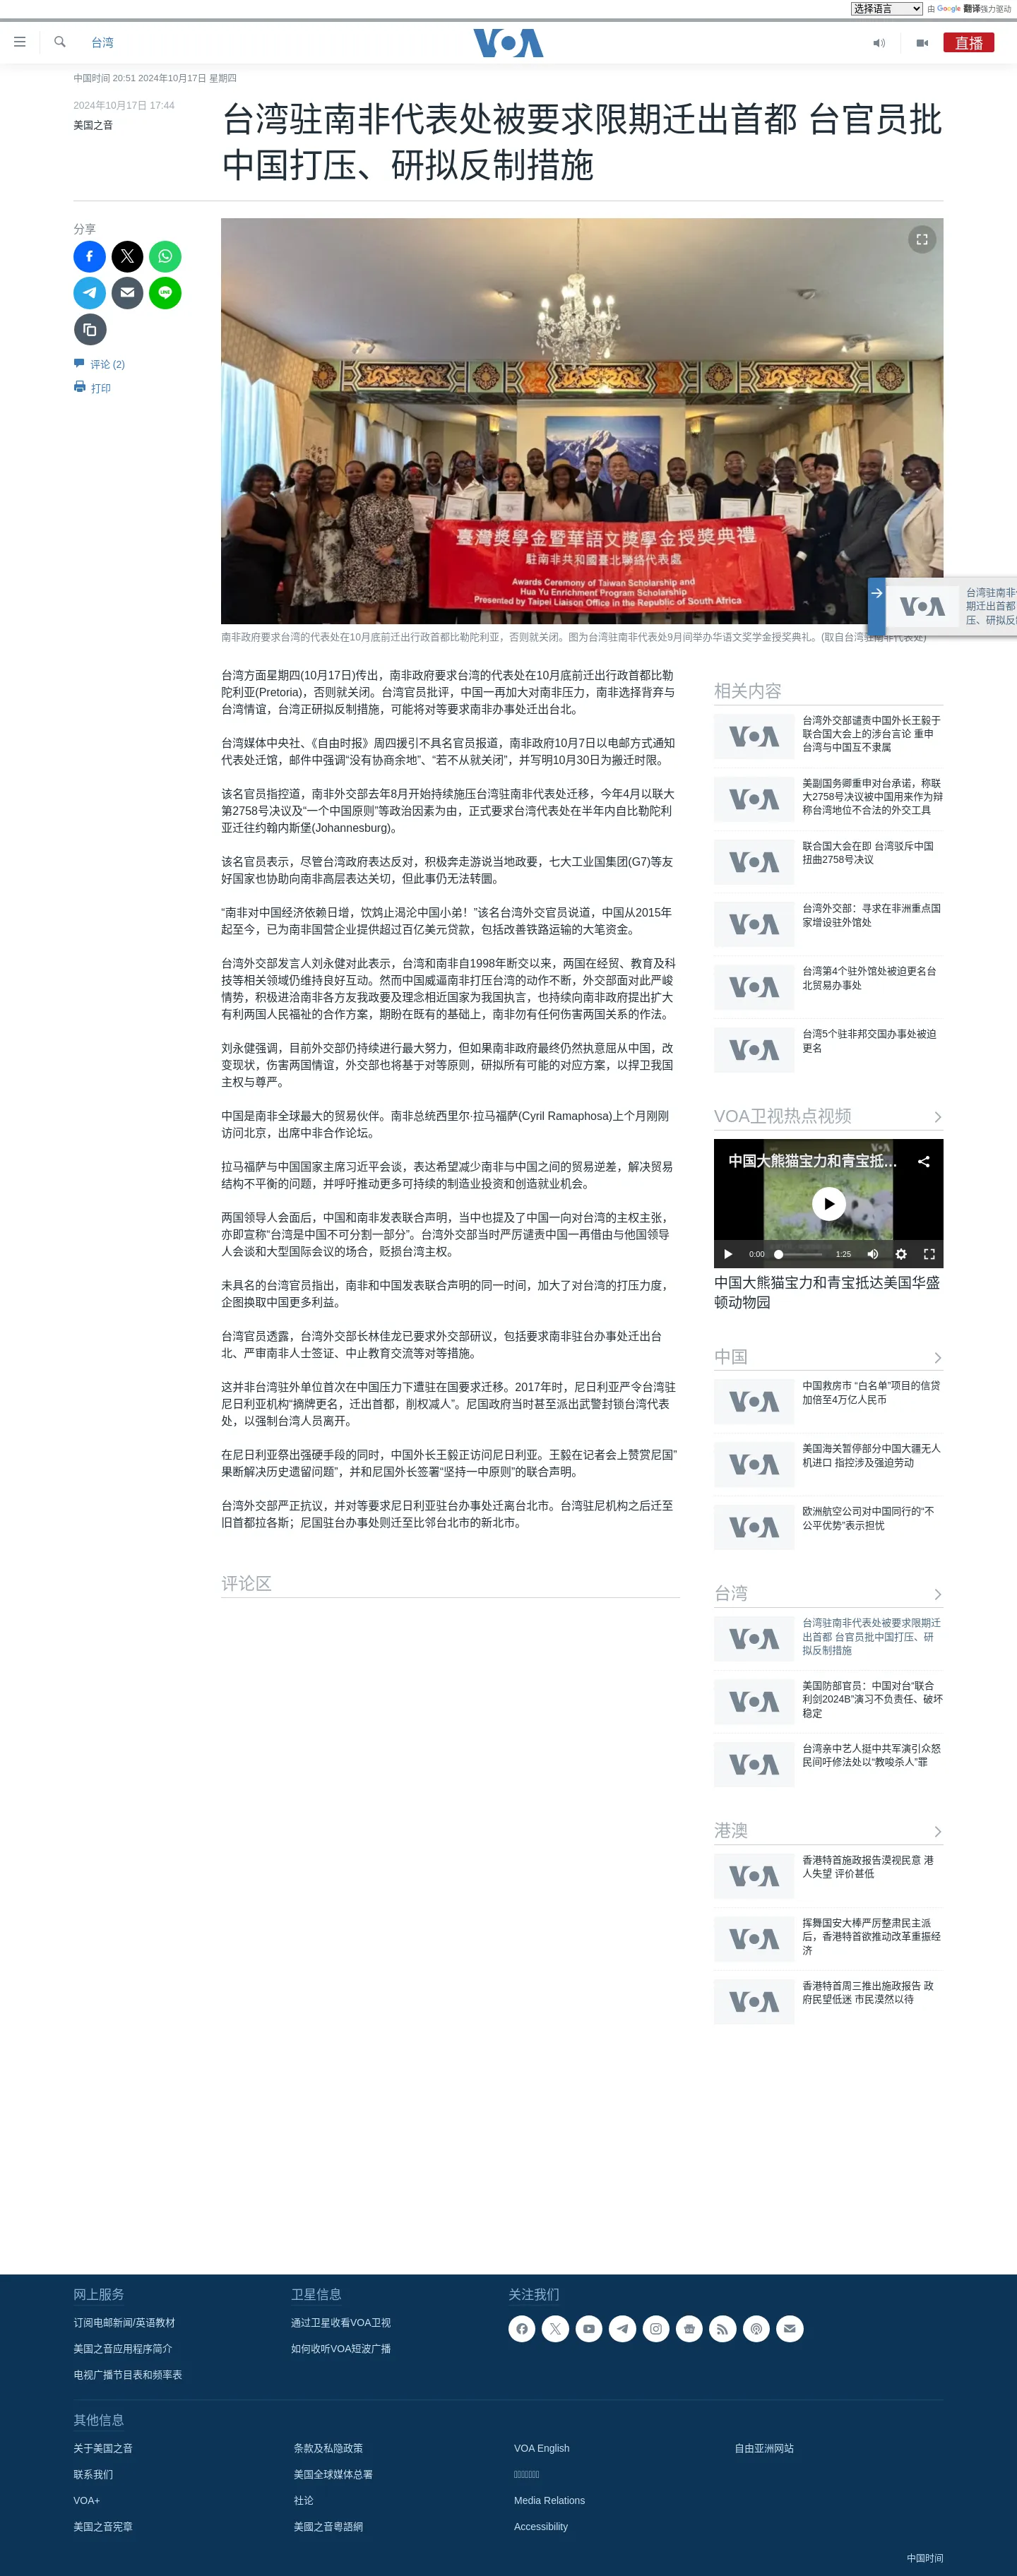 选择语言 由 Google 翻译强力驱动
台湾
VOA
直播
中国时间 20:51 2024年10月17日 星期四
2024年10月17日 17:44
美国之音
台湾驻南非代表处被要求限期迁出首都 台官员批
中国打压、研拟反制措施
分享
评论 (2)
打印
臺灣獎學金暨華語文獎學金授獎典禮
駐南非共和國臺北聯絡代表處
Awards Ceremony of Taiwan Scholarship and
Hua Yu Enrichment Program Scholarship
Presented by Taipei Liaison Office in the Republic of South Africa
VOA
台湾驻南非
期迁出首都
压、研拟反
南非政府要求台湾的代表处在10月底前迁出行政首都比勒陀利亚，否则就关闭。图为台湾驻南非代表处9月间举办华语文奖学金授奖典礼。(取自台湾驻南非代表处)
台湾方面星期四(10月17日)传出，南非政府要求台湾的代表处在10月底前迁出行政首都比勒
陀利亚(Pretoria)，否则就关闭。台湾官员批评，中国一再加大对南非压力，南非选择背弃与
台湾情谊，台湾正研拟反制措施，可能将对等要求南非办事处迁出台北。
台湾媒体中央社、《自由时报》周四援引不具名官员报道，南非政府10月7日以电邮方式通知
代表处迁馆，邮件中强调“没有协商余地”、“若不从就关闭”，并写明10月30日为搬迁时限。
该名官员指控道，南非外交部去年8月开始持续施压台湾驻南非代表处迁移，今年4月以联大
第2758号决议及“一个中国原则”等政治因素为由，正式要求台湾代表处在半年内自比勒陀利
亚迁往约翰内斯堡(Johannesburg)。
该名官员表示，尽管台湾政府表达反对，积极奔走游说当地政要，七大工业国集团(G7)等友
好国家也协助向南非高层表达关切，但此事仍无法转圜。
“南非对中国经济依赖日增，饮鸩止渴沦中国小弟！”该名台湾外交官员说道，中国从2015年
起至今，已为南非国营企业提供超过百亿美元贷款，包括改善铁路运输的大笔资金。
台湾外交部发言人刘永健对此表示，台湾和南非自1998年断交以来，两国在经贸、教育及科
技等相关领域仍维持良好互动。然而中国威逼南非打压台湾的动作不断，外交部面对此严峻
情势，积极进洽南非各方友我政要及理念相近国家为我国执言，也持续向南非政府提出扩大
有利两国人民福祉的合作方案，期盼在既有的基础上，南非勿有任何伤害两国关系的作法。
刘永健强调，目前外交部仍持续进行最大努力，但如果南非政府最终仍然执意屈从中国，改
变现状，伤害两国情谊，外交部也将基于对等原则，研拟所有可能的对应方案，以捍卫我国
主权与尊严。
中国是南非全球最大的贸易伙伴。南非总统西里尔·拉马福萨(Cyril Ramaphosa)上个月刚刚
访问北京，出席中非合作论坛。
拉马福萨与中国国家主席习近平会谈，表达希望减少南非与中国之间的贸易逆差，解决贸易
结构不平衡的问题，并呼吁推动更多可持续的制造业投资和创造就业机会。
两国领导人会面后，中国和南非发表联合声明，当中也提及了中国一向对台湾的主权主张，
亦即宣称“台湾是中国不可分割一部分”。台湾外交部当时严厉谴责中国一再借由与他国领导
人会谈和大型国际会议的场合，贬损台湾主权。
未具名的台湾官员指出，南非和中国发表联合声明的同一时间，加大了对台湾的打压力度，
企图换取中国更多利益。
台湾官员透露，台湾外交部长林佳龙已要求外交部研议，包括要求南非驻台办事处迁出台
北、严审南非人士签证、中止教育交流等对等措施。
这并非台湾驻外单位首次在中国压力下遭驻在国要求迁移。2017年时，尼日利亚严令台湾驻
尼日利亚机构“摘牌更名，迁出首都，削权减人”。尼国政府当时甚至派出武警封锁台湾代表
处，以强制台湾人员离开。
在尼日利亚祭出强硬手段的同时，中国外长王毅正访问尼日利亚。王毅在记者会上赞赏尼国”
果断解决历史遗留问题”，并和尼国外长签署“坚持一中原则”的联合声明。
台湾外交部严正抗议，并对等要求尼日利亚驻台办事处迁离台北市。台湾驻尼机构之后迁至
旧首都拉各斯；尼国驻台办事处则迁至比邻台北市的新北市。
评论区
相关内容
VOA
台湾外交部谴责中国外长王毅于
联合国大会上的涉台言论 重申
台湾与中国互不隶属
VOA
美副国务卿重申对台承诺，称联
大2758号决议被中国用来作为辩
称台湾地位不合法的外交工具
VOA
联合国大会在即 台湾驳斥中国
扭曲2758号决议
VOA
台湾外交部：寻求在非洲重点国
家增设驻外馆处
VOA
台湾第4个驻外馆处被迫更名台
北贸易办事处
VOA
台湾5个驻非邦交国办事处被迫
更名
VOA卫视热点视频
VOA
中国大熊猫宝力和青宝抵…
0:00 1:25
中国大熊猫宝力和青宝抵达美国华盛
顿动物园
中国
VOA
中国救房市 “白名单”项目的信贷
加倍至4万亿人民币
VOA
美国海关暂停部分中国大疆无人
机进口 指控涉及强迫劳动
VOA
欧洲航空公司对中国同行的“不
公平优势”表示担忧
台湾
VOA
台湾驻南非代表处被要求限期迁
出首都 台官员批中国打压、研
拟反制措施
VOA
美国防部官员：中国对台“联合
利剑2024B”演习不负责任、破坏
稳定
VOA
台湾亲中艺人挺中共军演引众怒
民间吁修法处以“教唆杀人”罪
港澳
VOA
香港特首施政报告漠视民意 港
人失望 评价甚低
VOA
挥舞国安大棒严厉整肃民主派
后，香港特首欲推动改革重振经
济
VOA
香港特首周三推出施政报告 政
府民望低迷 市民漠然以待
网上服务
订阅电邮新闻/英语教材
美国之音应用程序简介
电视广播节目表和频率表
卫星信息
通过卫星收看VOA卫视
如何收听VOA短波广播
关注我们
其他信息
关于美国之音
联系我们
VOA+
美国之音宪章
条款及私隐政策
美国全球媒体总署
社论
美國之音粵語網
VOA English
Media Relations
Accessibility
自由亚洲网站
中国时间